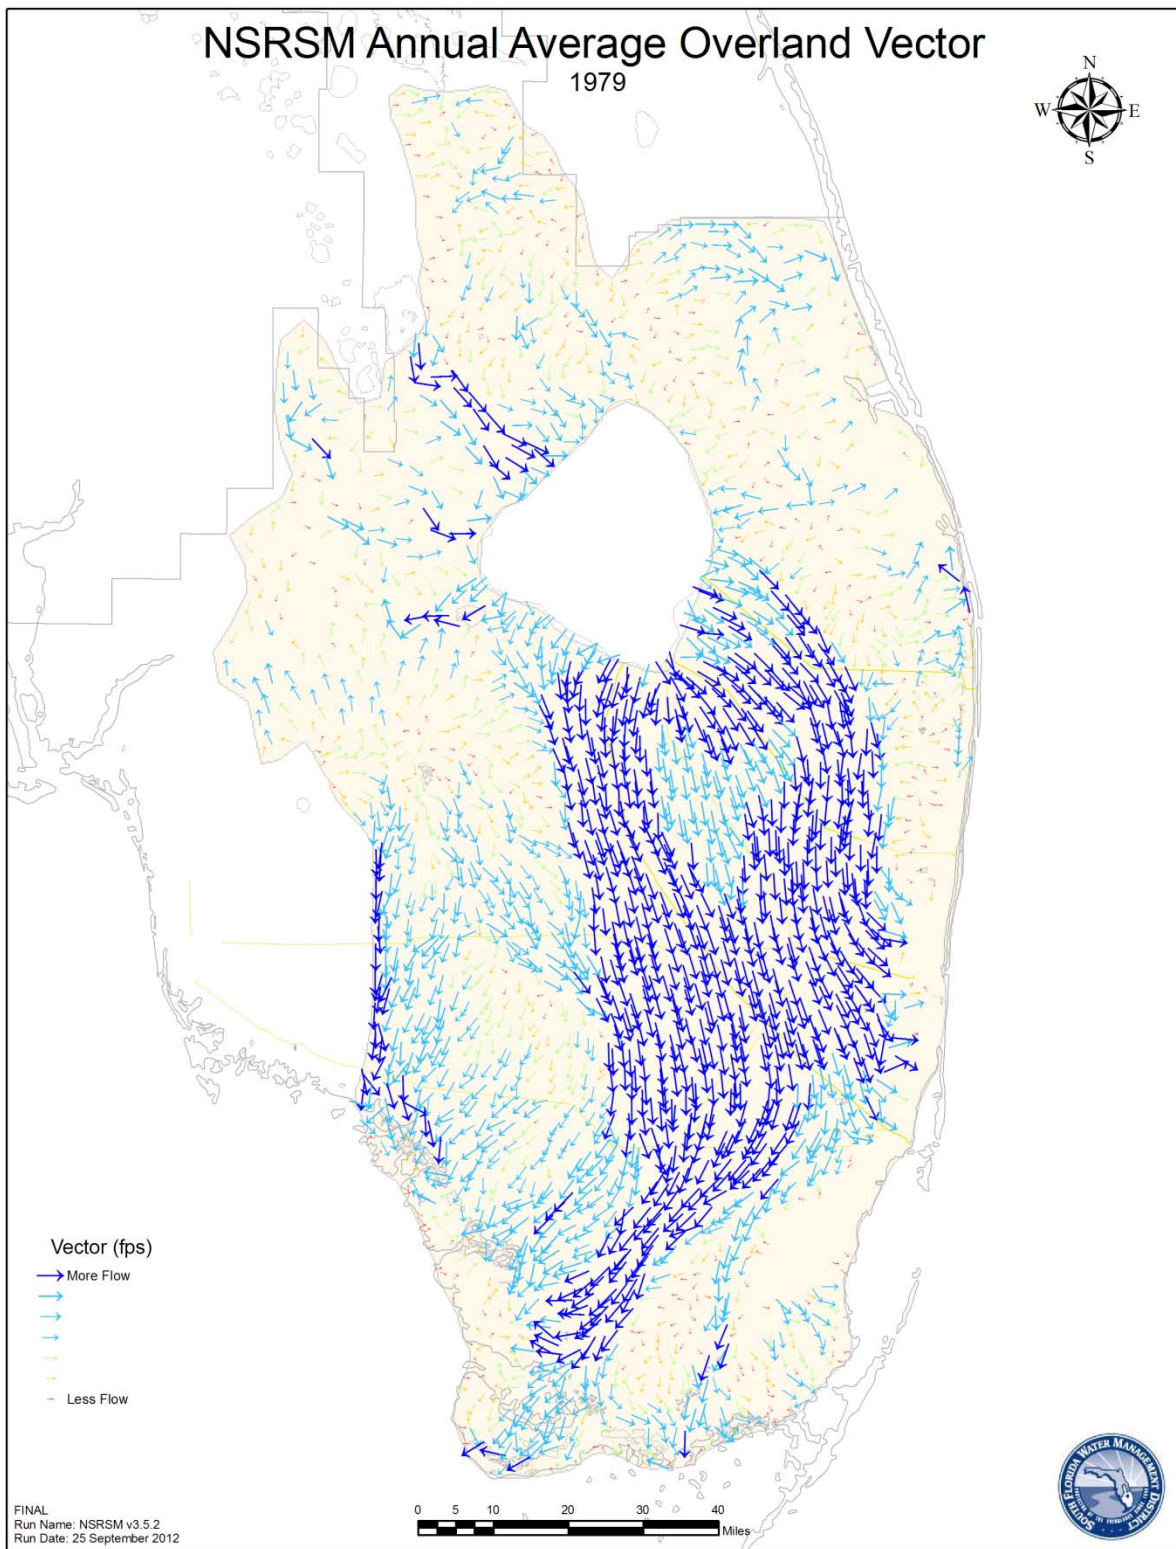 NSRSM Annual Average Overland Vector
1979
N
W E
S
Vector (fps)
More Flow
Less Flow
FINAL
Run Name: NSRSM v3.5.2
Run Date: 25 September 2012
0 5 10 20 30 40
Miles
SOUTH FLORIDA WATER MANAGEMENT DISTRICT